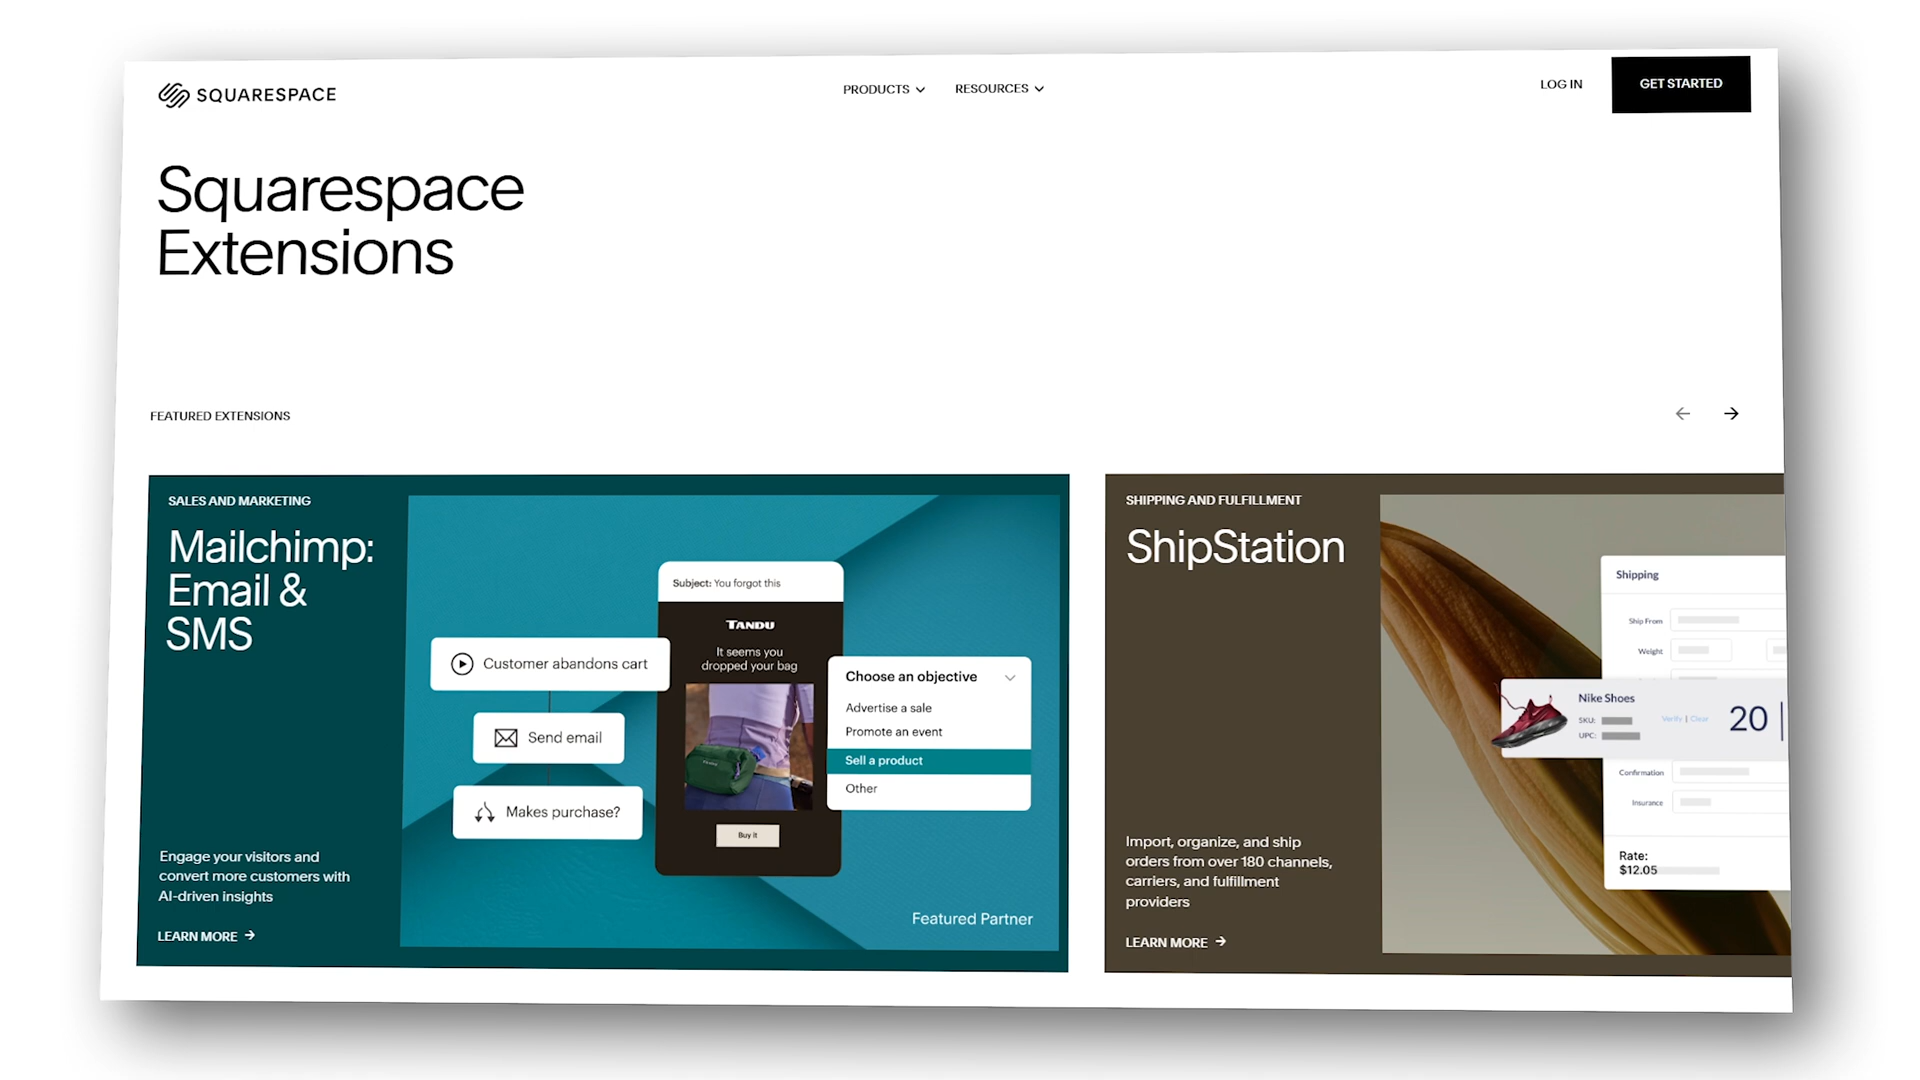 SQUARESPACE
PRODUCTS
RESOURCES
LOG IN
GET STARTED
Squarespace
Extensions
FEATURED EXTENSIONS
SALES AND MARKETING
Mailchimp:
Email &
SMS
Engage your visitors and
convert more customers with
AI-driven insights
LEARN MORE
Customer abandons cart
Send email
Makes purchase?
Subject: You forgot this
TANDU
It seems you
dropped your bag
Buy it
Choose an objective
Advertise a sale
Promote an event
Sell a product
Other
Featured Partner
SHIPPING AND FULFILLMENT
ShipStation
Import, organize, and ship
orders from over 180 channels,
carriers, and fulfillment
providers
LEARN MORE
Shipping
Ship From
Weight
Nike Shoes
SKU:
UPC:
Verify | Clear
20
Confirmation
Insurance
Rate:
$12.05